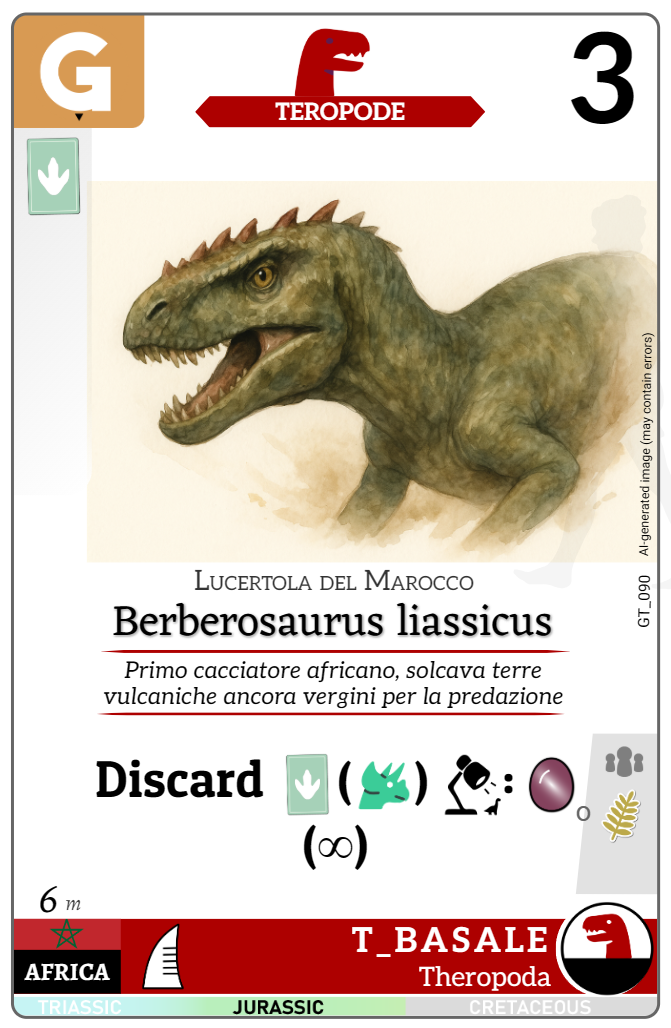 G
TEROPODE
3
AI-generated image (may contain errors)
GT_090
Lucertola del Marocco
Berberosaurus liassicus
Primo cacciatore africano, solcava terre
vulcaniche ancora vergini per la predazione
Discard ( ) :
o
(∞)
6 m
AFRICA
T_BASALE
Theropoda
TRIASSIC JURASSIC CRETACEOUS